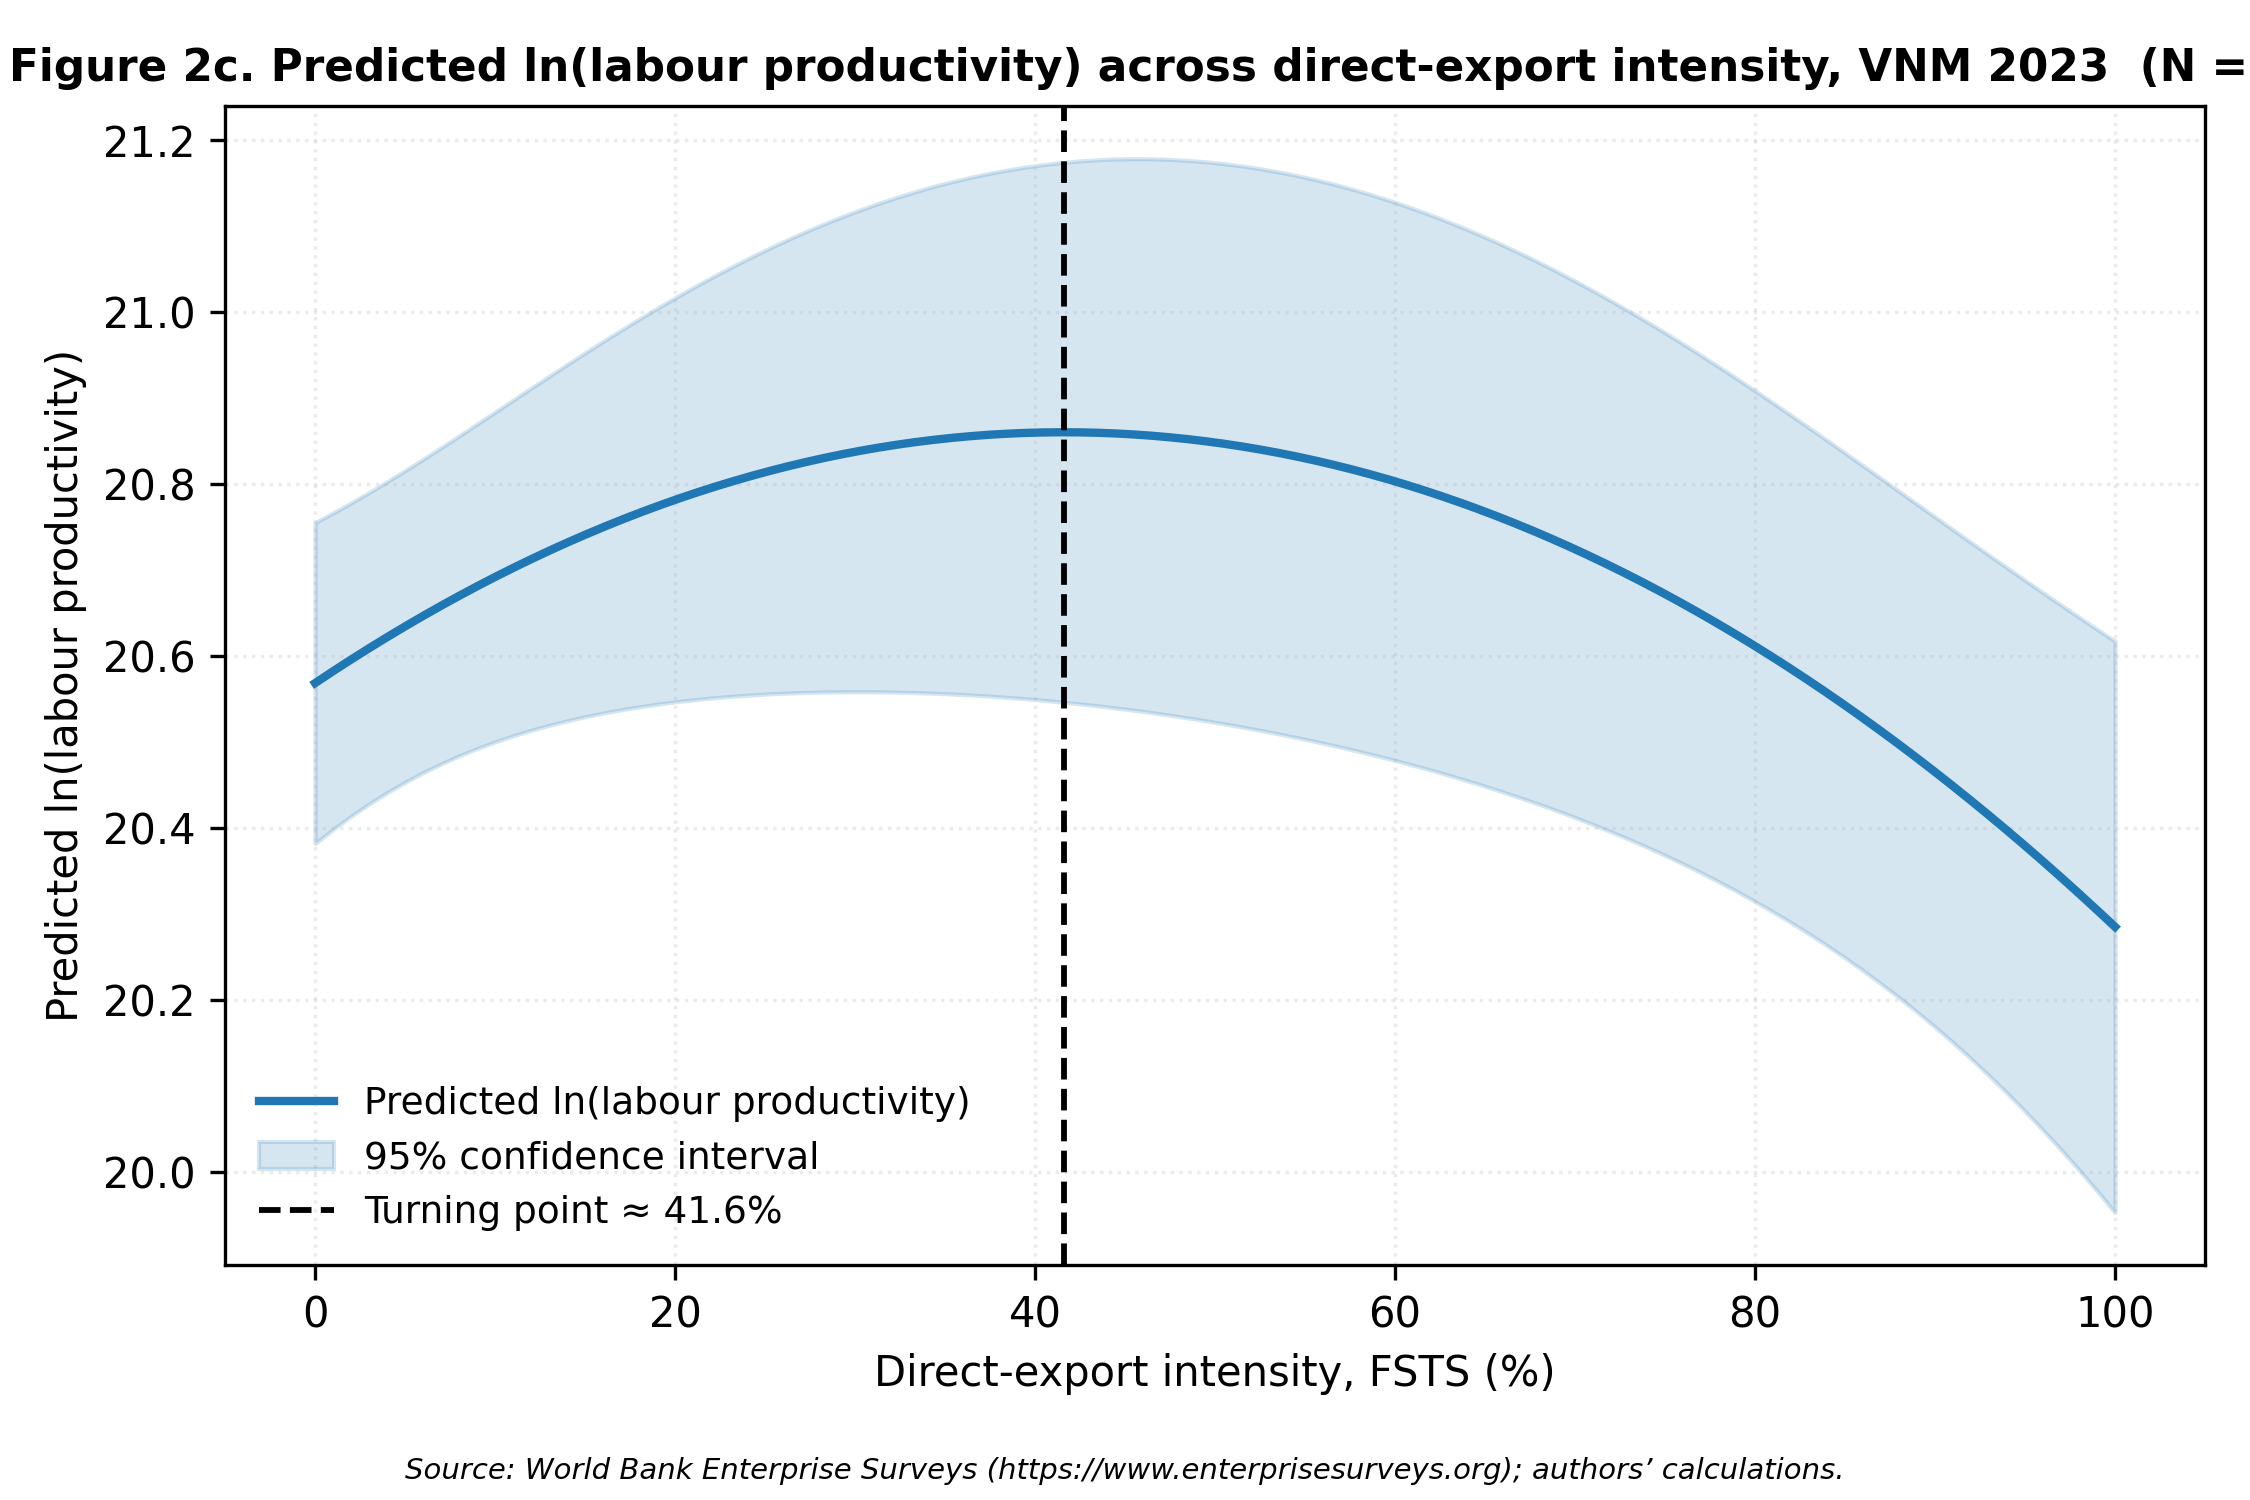 Figure 2c. Predicted ln(labour productivity) across direct-export intensity, VNM 2023 (N =
21.2
21.0
20.8
20.6
20.4
20.2
20.0
Predicted ln(labour productivity)
Predicted ln(labour productivity)
95% confidence interval
Turning point ≈ 41.6%
0 20 40 60 80 100
Direct-export intensity, FSTS (%)
Source: World Bank Enterprise Surveys (https://www.enterprisesurveys.org); authors’ calculations.